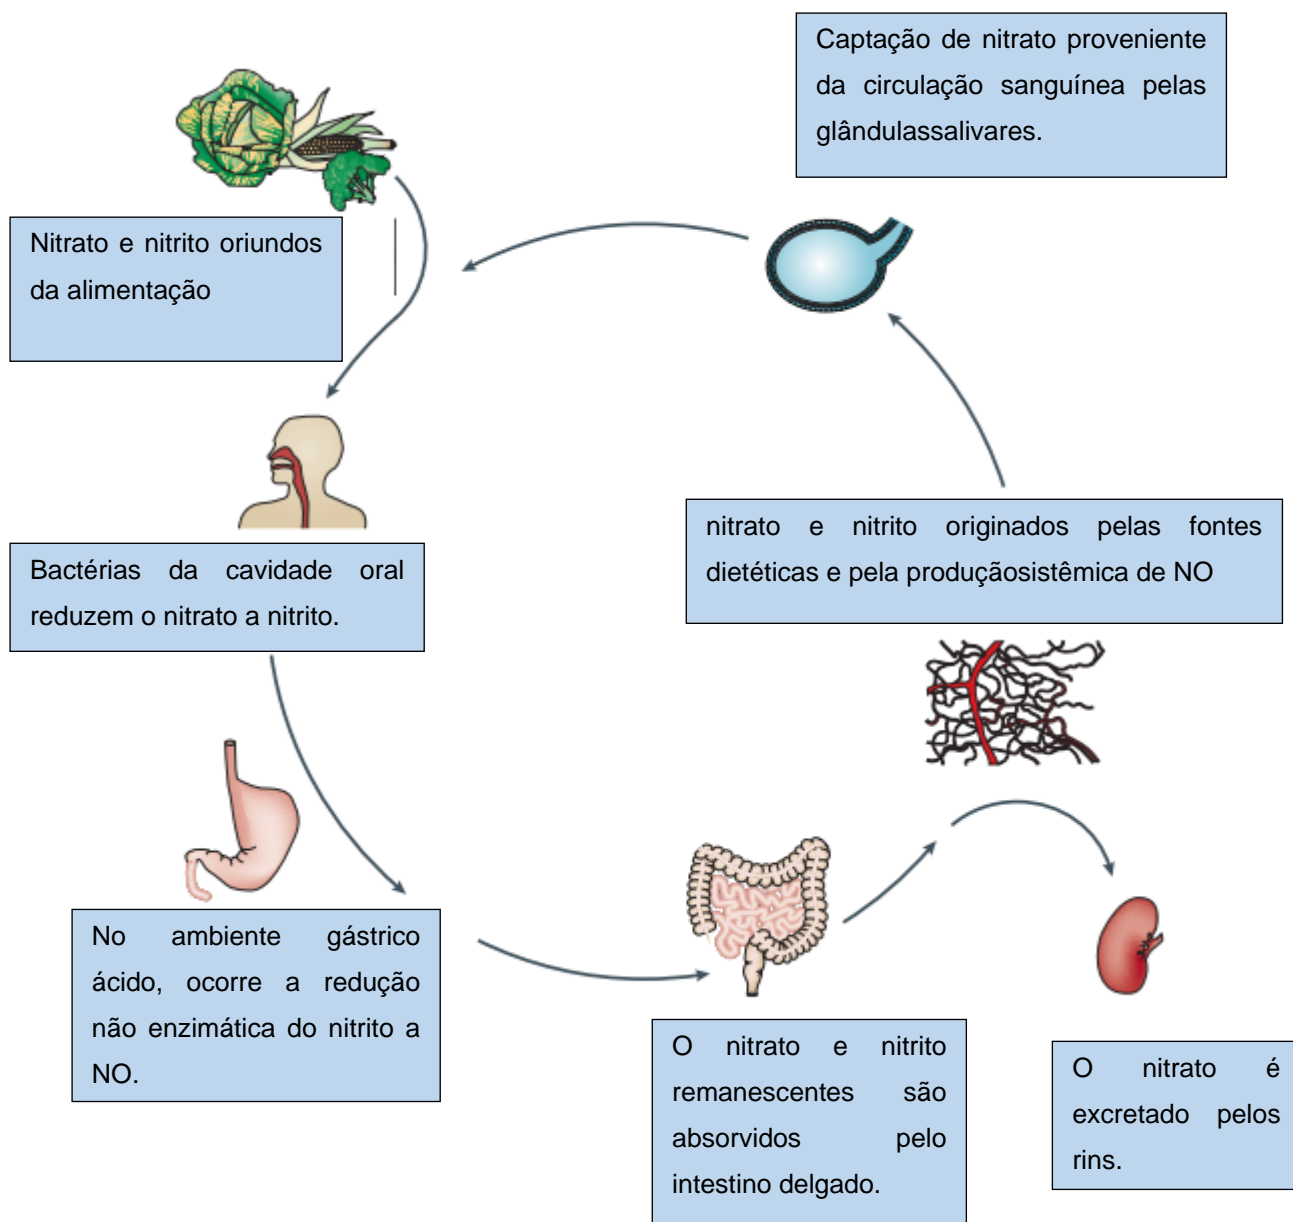 Captação de nitrato proveniente
da circulação sanguínea pelas
glândulassalivares.
Nitrato e nitrito oriundos
da alimentação
Bactérias da cavidade oral
reduzem o nitrato a nitrito.
nitrato e nitrito originados pelas fontes
dietéticas e pela produçãosistêmica de NO
No ambiente gástrico
ácido, ocorre a redução
não enzimática do nitrito a
NO.
O nitrato e nitrito
remanescentes são
absorvidos pelo
intestino delgado.
O nitrato é
excretado pelos
rins.